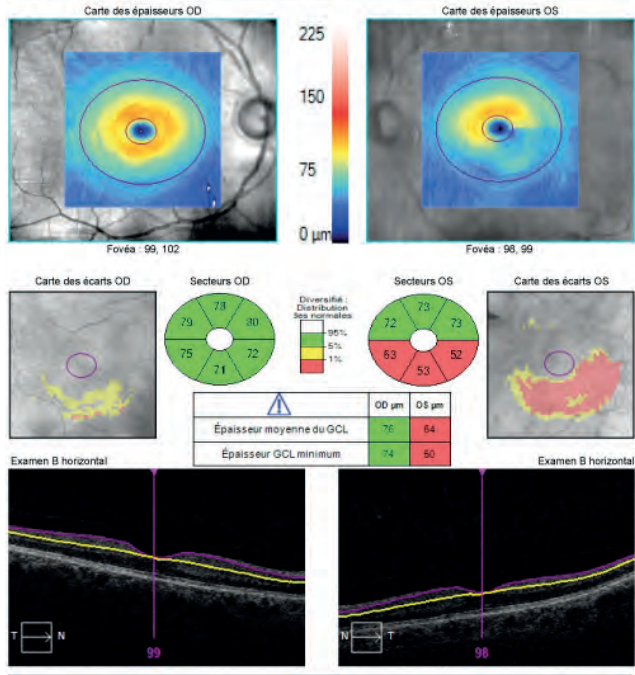 Carte des épaisseurs OD
Carte des épaisseurs OS
225
150
75
0 µm
Fovéa : 99, 102
Fovéa : 98, 99
Carte des écarts OD
Secteurs OD
Diversifié :
Distribution
des normales
95%
5%
1%
Secteurs OS
Carte des écarts OS
78
79
80
75
72
71
73
72
73
63
52
53
OD µm
OS µm
Épaisseur moyenne du GCL
76
64
Épaisseur GCL minimum
74
50
Examen B horizontal
Examen B horizontal
T
N
99
N
T
98